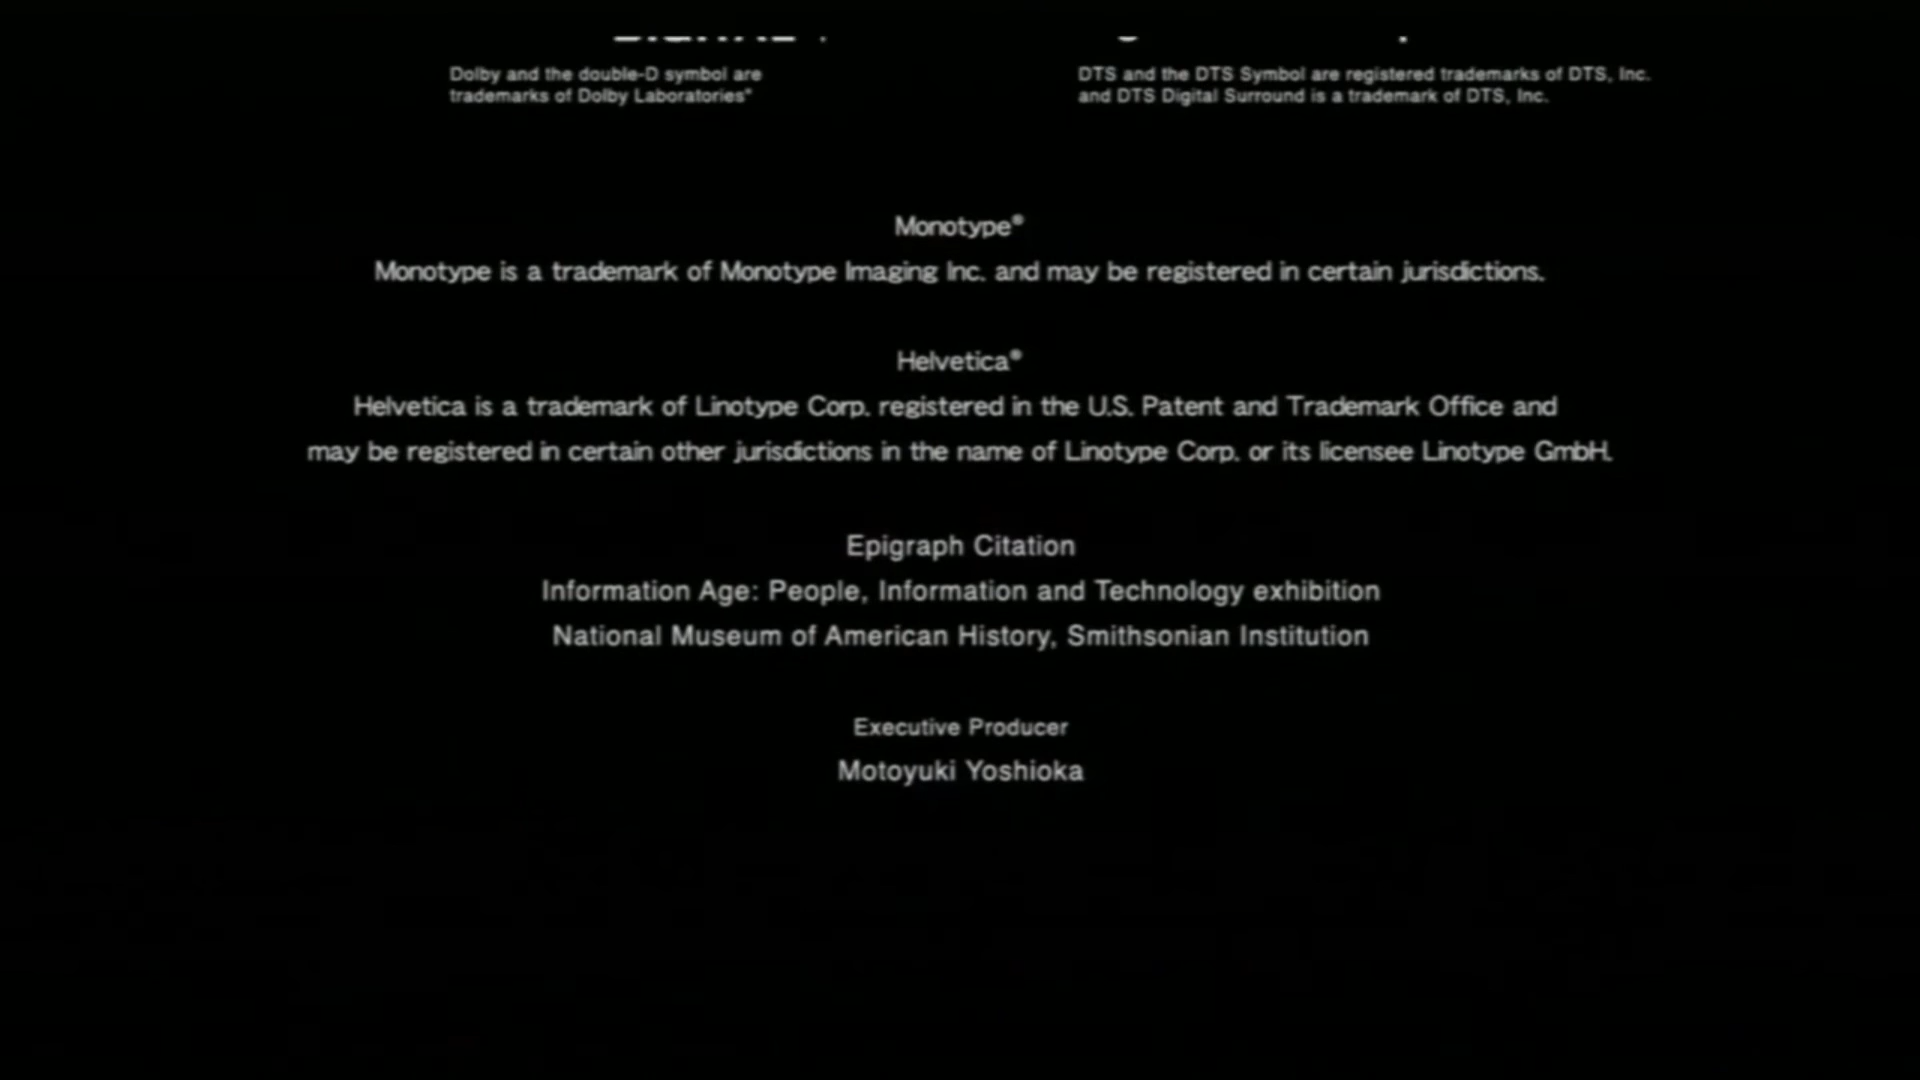 Dolby and the double-D symbol are
trademarks of Dolby Laboratories®
DTS and the DTS Symbol are registered trademarks of DTS, Inc.
and DTS Digital Surround is a trademark of DTS, Inc.
Monotype®
Monotype is a trademark of Monotype Imaging Inc. and may be registered in certain jurisdictions.
Helvetica®
Helvetica is a trademark of Linotype Corp. registered in the U.S. Patent and Trademark Office and
may be registered in certain other jurisdictions in the name of Linotype Corp. or its licensee Linotype GmbH.
Epigraph Citation
Information Age: People, Information and Technology exhibition
National Museum of American History, Smithsonian Institution
Executive Producer
Motoyuki Yoshioka